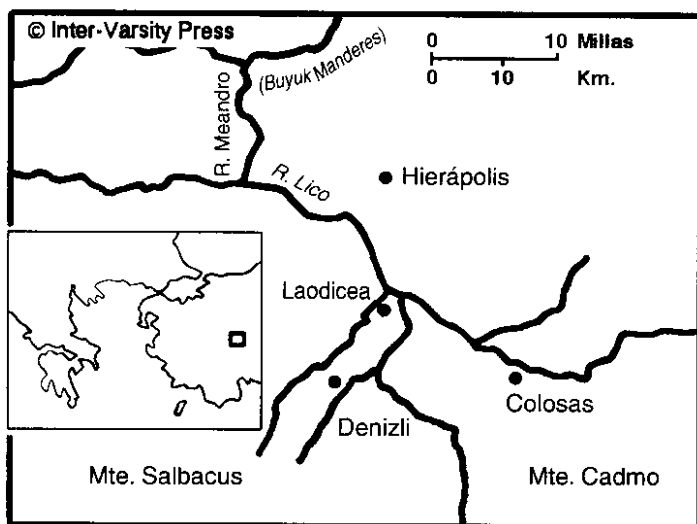 © Inter-Varsity Press
0 10 Millas
0 10 Km.
(Buyuk Manderes)
R. Meandro
R. Lico
Hierápolis
Laodicea
Colosas
Denizli
Mte. Salbacus
Mte. Cadmo